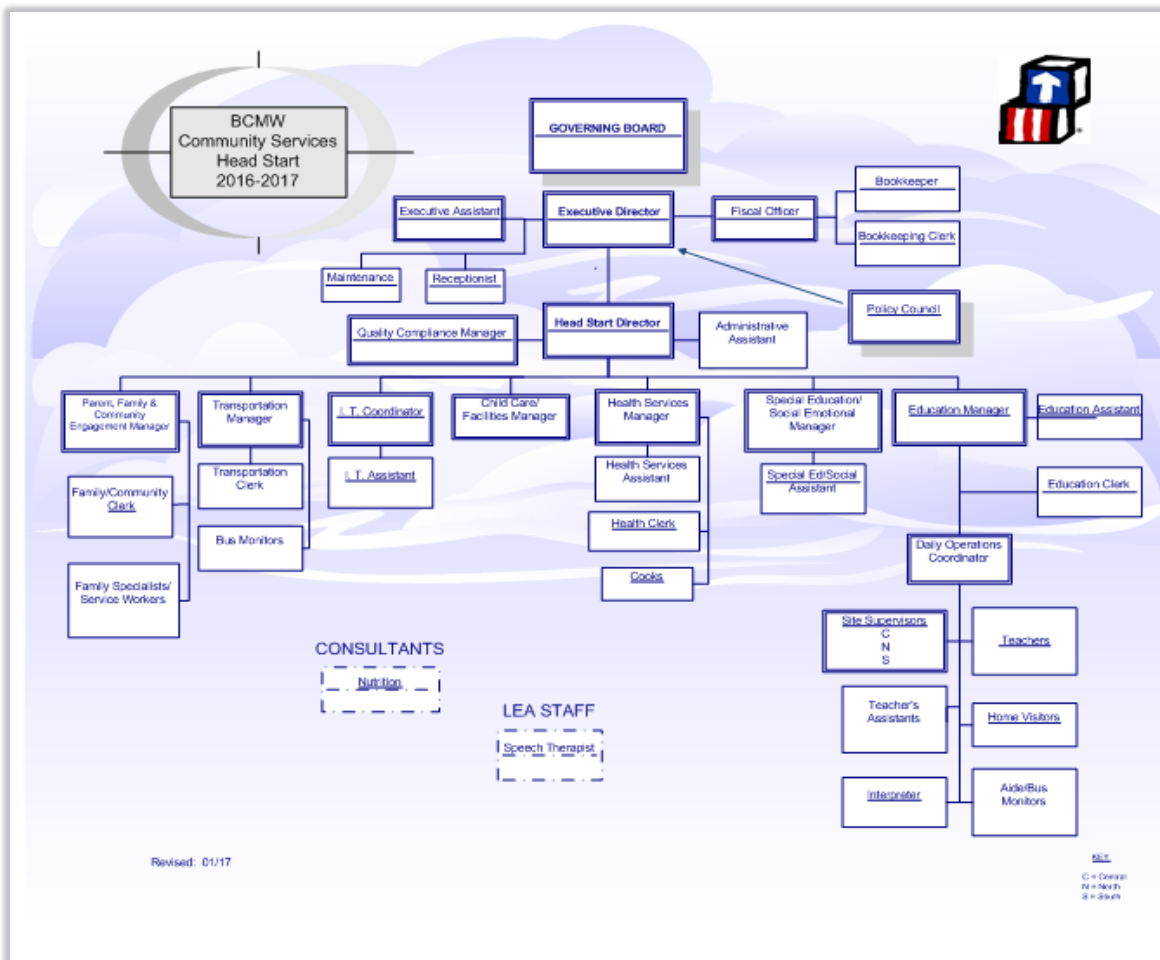 BCMW
Community Services
Head Start
2016-2017
GOVERNING BOARD
Executive Assistant
Executive Director
Fiscal Officer
Bookkeeper
Bookkeeping Clerk
Maintenance
Receptionist
Policy Council
Quality Compliance Manager
Head Start Director
Administrative
Assistant
Parent, Family &
Community
Engagement Manager
Transportation
Manager
I. T. Coordinator
Child Care/
Facilities Manager
Health Services
Manager
Special Education/
Social Emotional
Manager
Education Manager
Education Assistant
Family/Community
Clerk
Transportation
Clerk
I. T. Assistant
Health Services
Assistant
Special Ed/Social
Assistant
Education Clerk
Bus Monitors
Health Clerk
Daily Operations
Coordinator
Family Specialists/
Service Workers
Cooks
Site Supervisors
C
N
S
Teachers
CONSULTANTS
Nutrition
Teacher's
Assistants
Home Visitors
LEA STAFF
Speech Therapist
Interpreter
Aide/Bus
Monitors
Revised: 01/17
KEY
C = Central
N = North
S = South